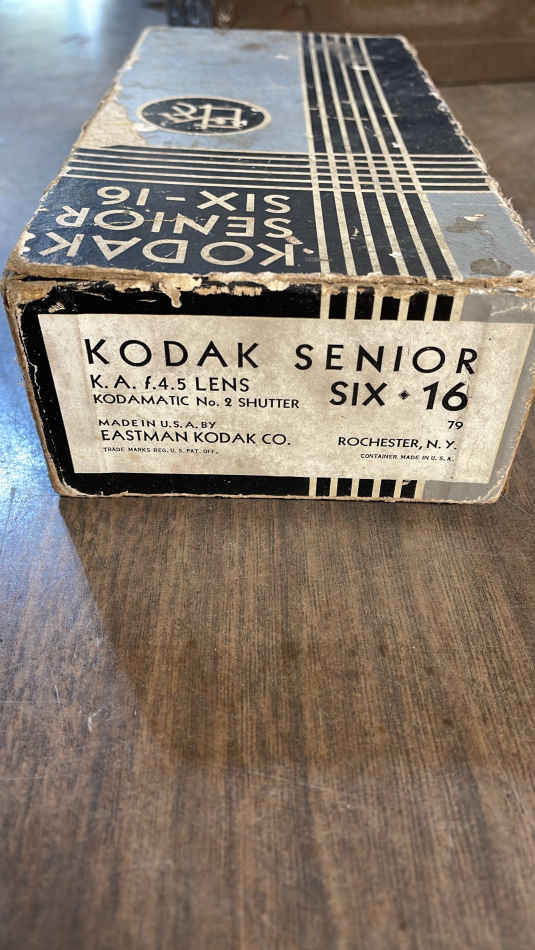 KODAK
SENIOR
SIX-16
KODAK SENIOR
K. A. f.4.5 LENS
SIX · 16
KODAMATIC No. 2 SHUTTER
79
MADE IN U. S. A. BY
EASTMAN KODAK CO.
ROCHESTER, N. Y.
TRADE MARKS REG. U. S. PAT. OFF.
CONTAINER MADE IN U. S. A.